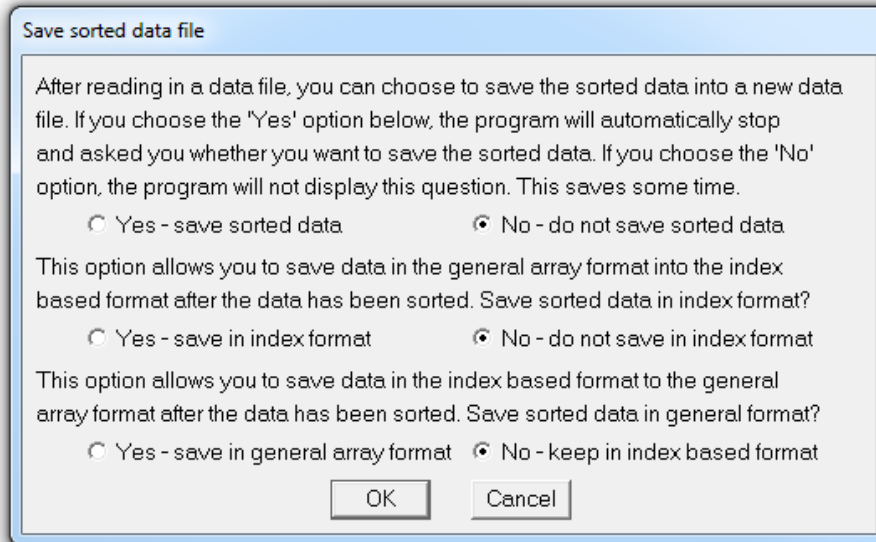 Save sorted data file
After reading in a data file, you can choose to save the sorted data into a new data
file. If you choose the 'Yes' option below, the program will automatically stop
and asked you whether you want to save the sorted data. If you choose the 'No'
option, the program will not display this question. This saves some time.
Yes - save sorted data No - do not save sorted data
This option allows you to save data in the general array format into the index
based format after the data has been sorted. Save sorted data in index format?
Yes - save in index format No - do not save in index format
This option allows you to save data in the index based format to the general
array format after the data has been sorted. Save sorted data in general format?
Yes - save in general array format No - keep in index based format
OK Cancel